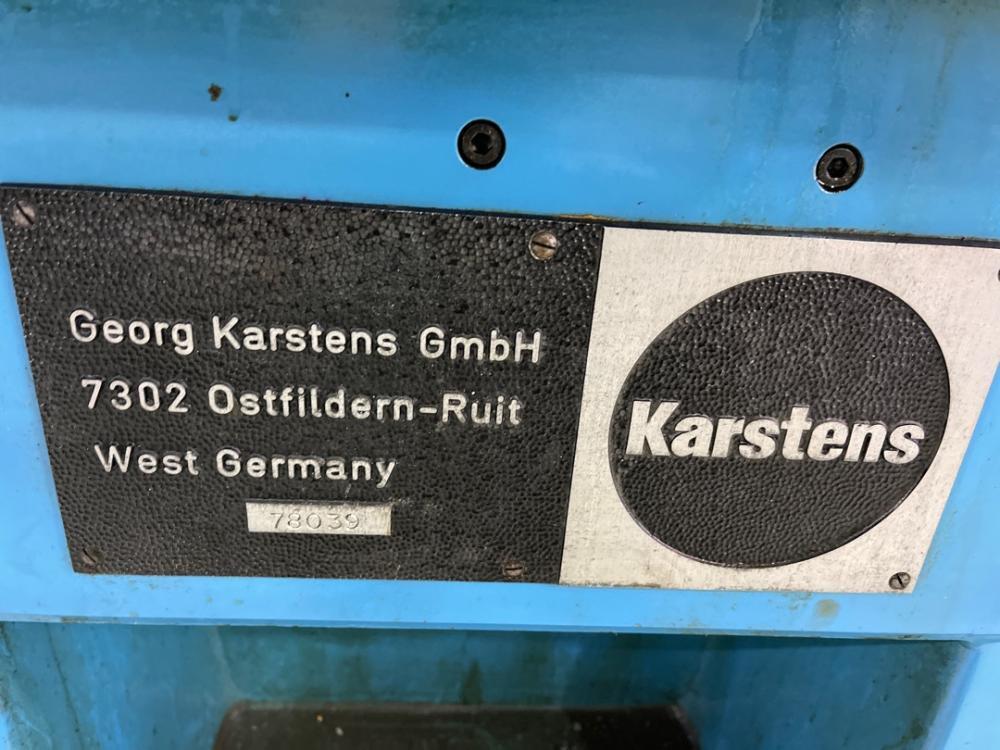 Georg Karstens GmbH
7302 Ostfildern-Ruit
West Germany
78039
Karstens